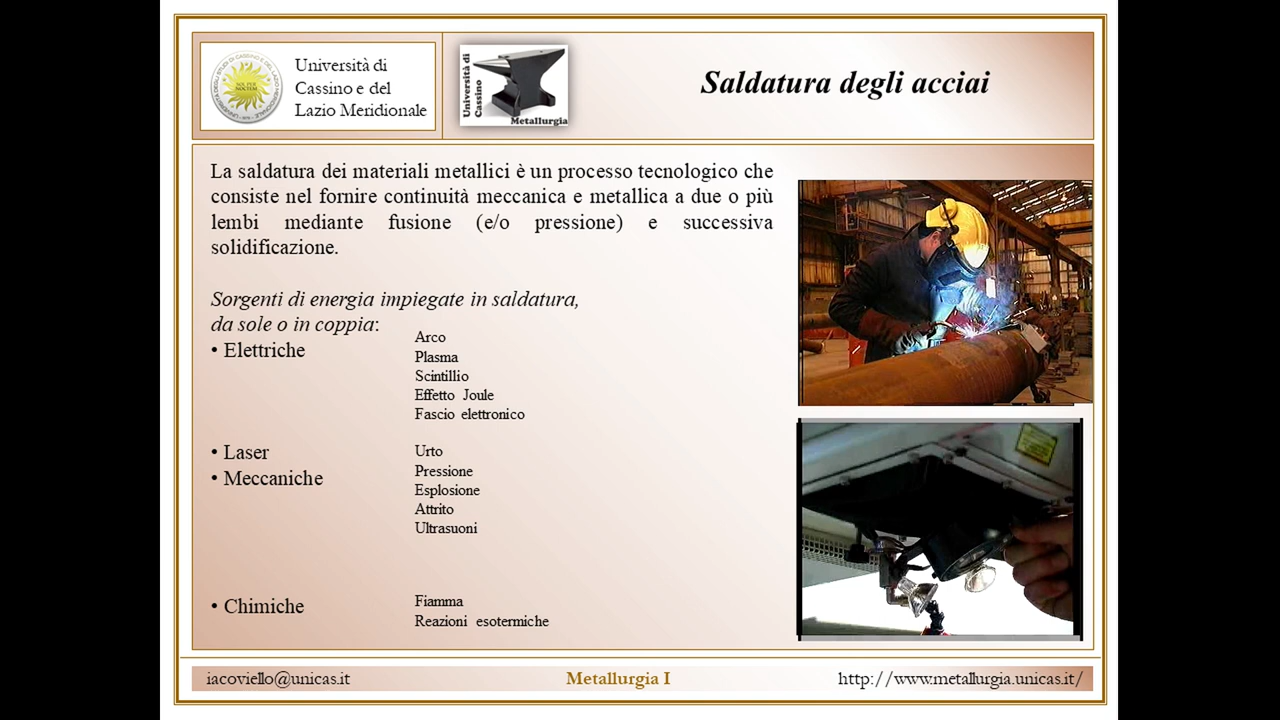 Università di
Cassino e del
Lazio Meridionale
Università di
Cassino
Metallurgia
Saldatura degli acciai
La saldatura dei materiali metallici è un processo tecnologico che
consiste nel fornire continuità meccanica e metallica a due o più
lembi mediante fusione (e/o pressione) e successiva
solidificazione.
Sorgenti di energia impiegate in saldatura,
da sole o in coppia:
• Elettriche
Arco
Plasma
Scintillio
Effetto Joule
Fascio elettronico
• Laser
• Meccaniche
Urto
Pressione
Esplosione
Attrito
Ultrasuoni
• Chimiche
Fiamma
Reazioni esotermiche
iacoviello@unicas.it
Metallurgia I
http://www.metallurgia.unicas.it/